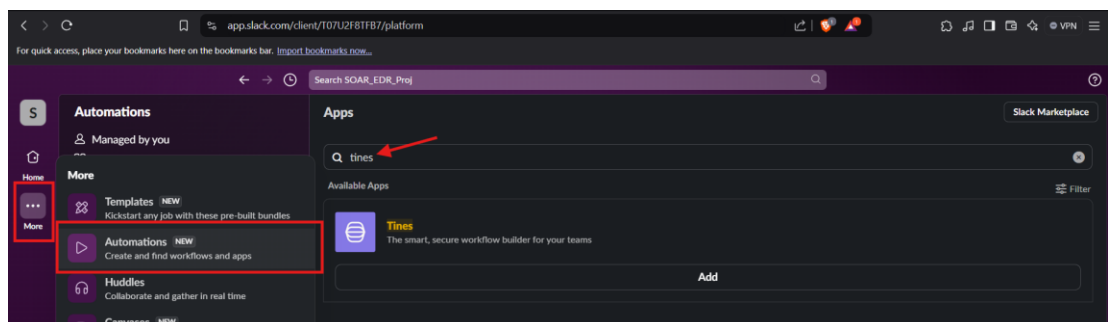 app.slack.com/client/T07U2F8TFB7/platform
VPN
For quick access, place your bookmarks here on the bookmarks bar. Import bookmarks now...
Search SOAR_EDR_Proj
S
Automations
Apps
Slack Marketplace
Managed by you
tines
Home
More
Available Apps
Filter
Templates NEW
Kickstart any job with these pre-built bundles
More
Tines
The smart, secure workflow builder for your teams
Automations NEW
Create and find workflows and apps
Add
Huddles
Collaborate and gather in real time
Canvases NEW